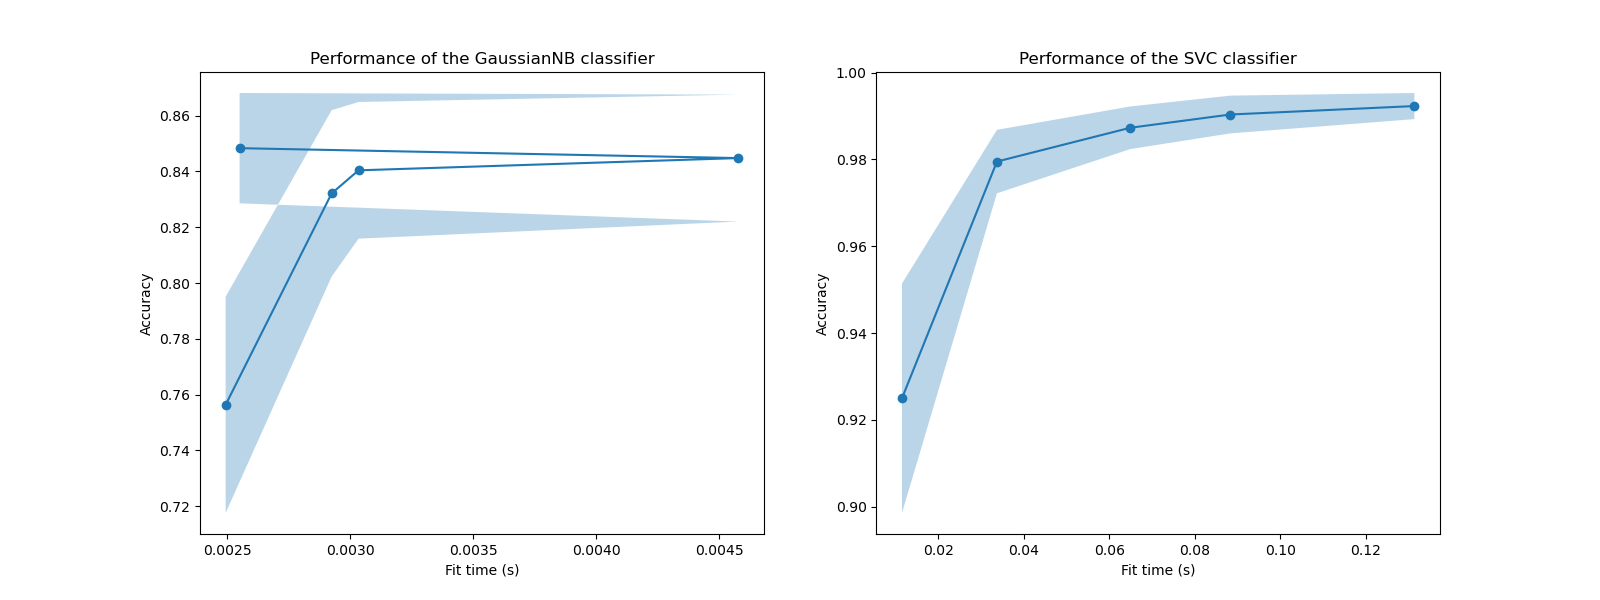 Performance of the GaussianNB classifier
0.86
0.84
0.82
0.80
0.78
0.76
0.74
0.72
Accuracy
0.0025 0.0030 0.0035 0.0040 0.0045
Fit time (s)
Performance of the SVC classifier
1.00
0.98
0.96
0.94
0.92
0.90
Accuracy
0.02 0.04 0.06 0.08 0.10 0.12
Fit time (s)